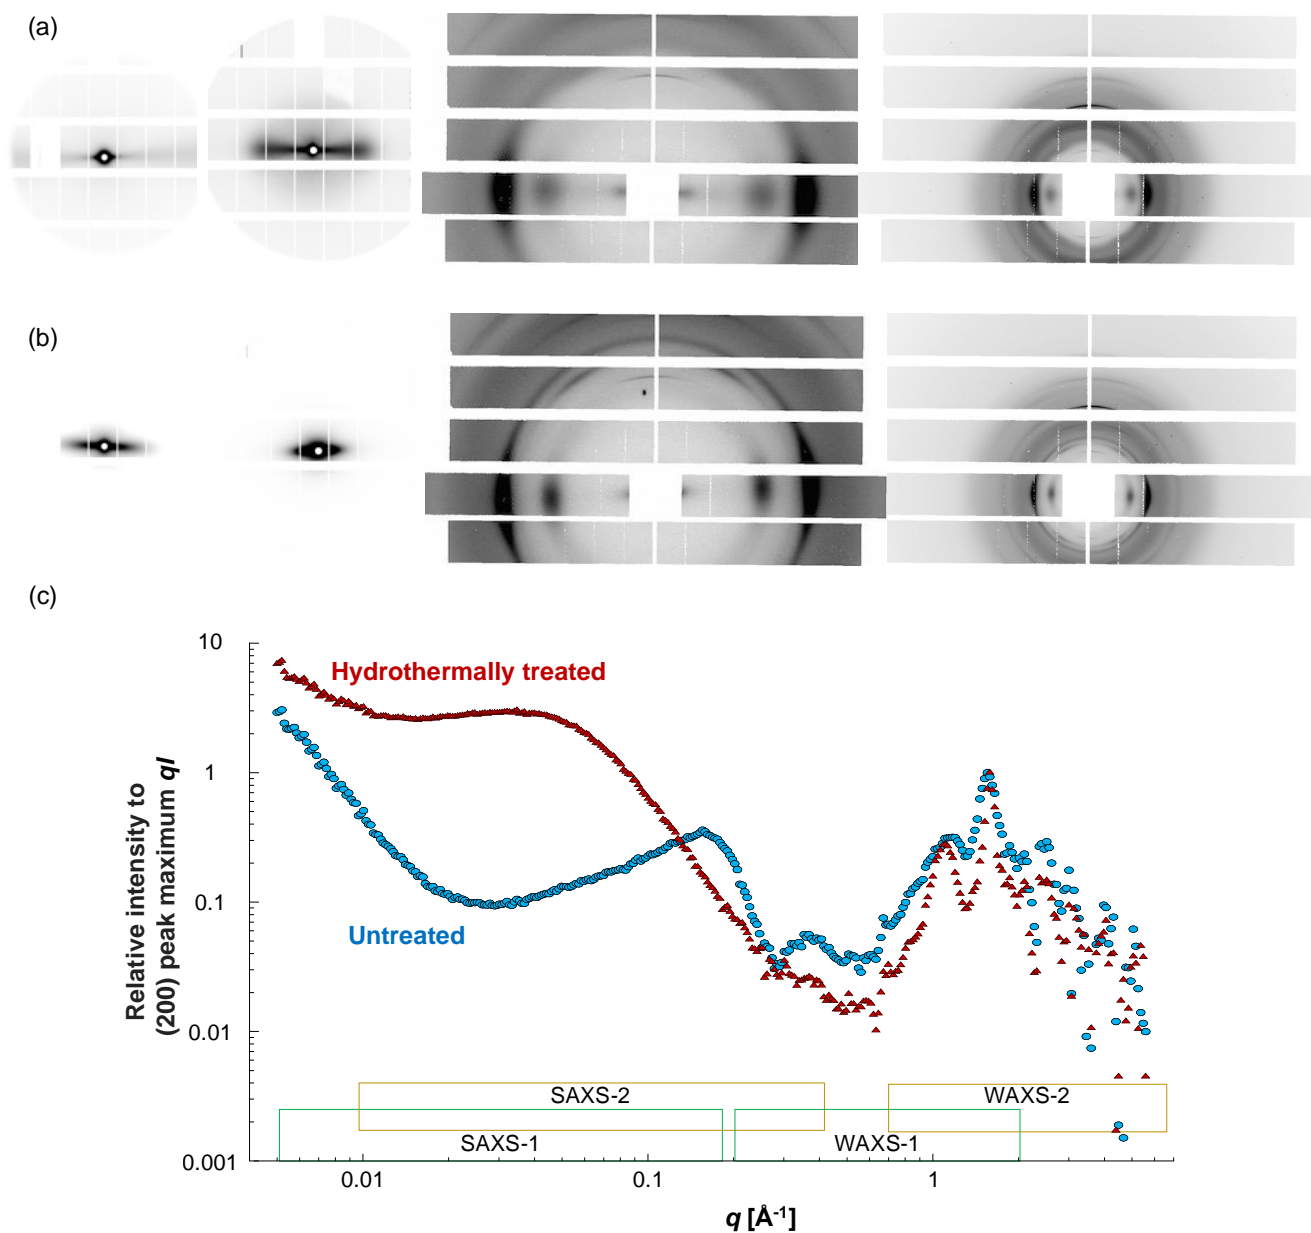 (a)
(b)
(c)
10
1
0.1
0.01
0.001
Relative intensity to
(200) peak maximum qI
Hydrothermally treated
Untreated
SAXS-2
WAXS-2
SAXS-1
WAXS-1
0.01
0.1
1
q [Å⁻¹]